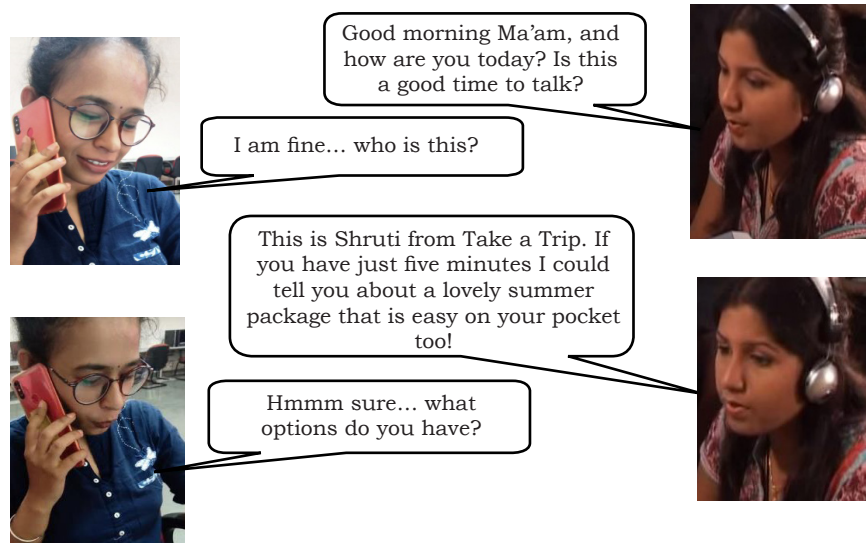 Good morning Ma’am, and
how are you today? Is this
a good time to talk?
I am fine... who is this?
This is Shruti from Take a Trip. If
you have just five minutes I could
tell you about a lovely summer
package that is easy on your pocket
too!
Hmmm sure... what
options do you have?